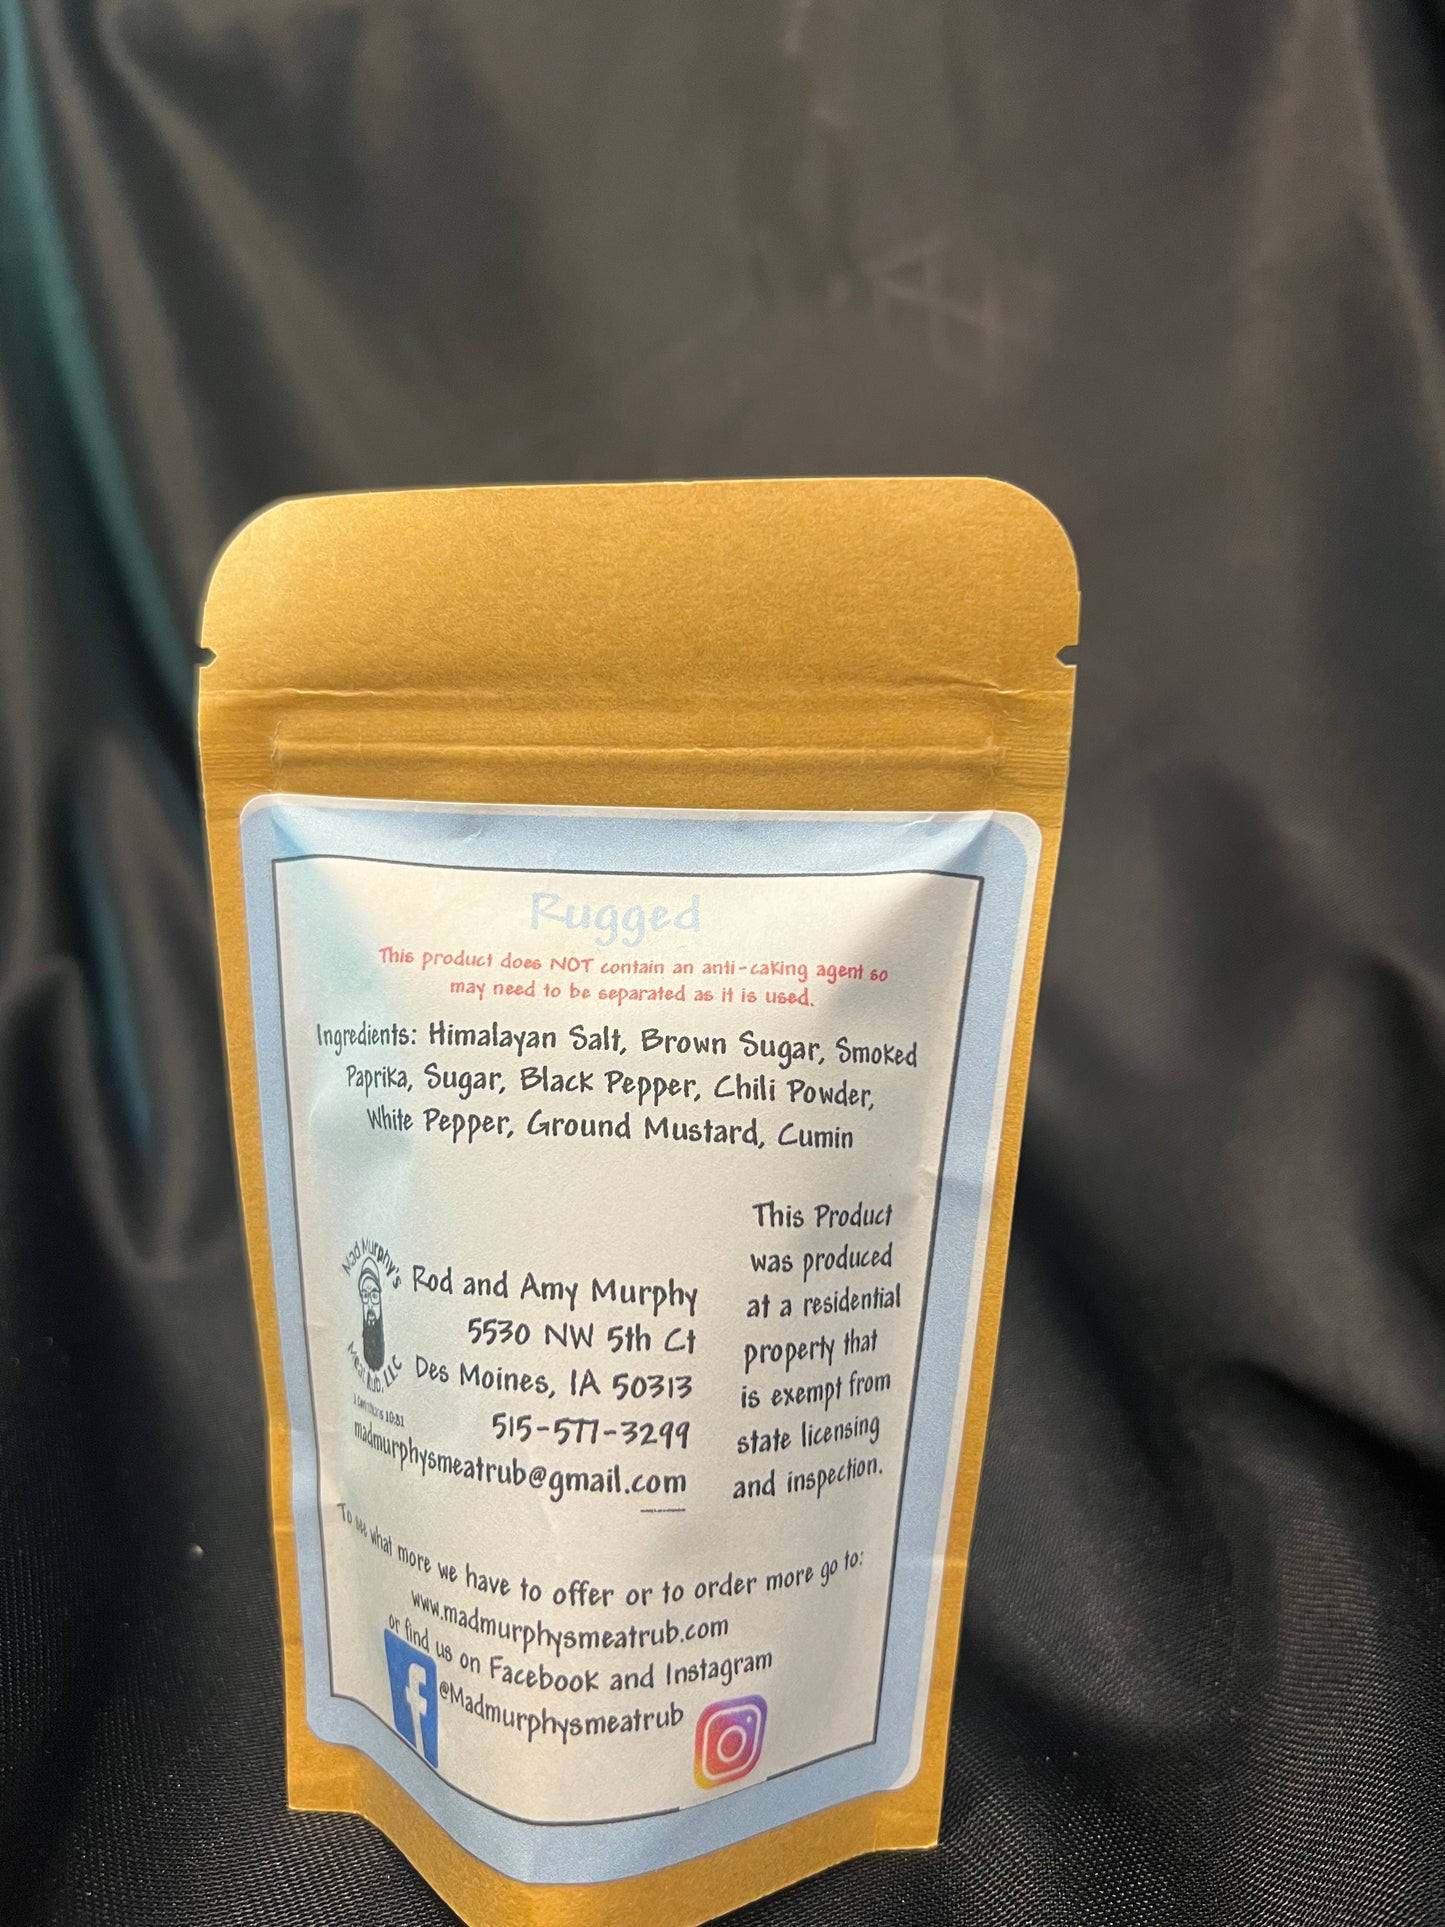 Rugged
This product does NOT contain an anti-caking agent so
may need to be separated as it is used.
Ingredients: Himalayan Salt, Brown Sugar, Smoked
Paprika, Sugar, Black Pepper, Chili Powder,
White Pepper, Ground Mustard, Cumin
Mad Murphy's
Meat Rub, LLC
10:31
Rod and Amy Murphy
5530 NW 5th Ct
Des Moines, IA 50313
515-577-3299
madmurphysmeatrub@gmail.com
This Product
was produced
at a residential
property that
is exempt from
state licensing
and inspection.
To see what more we have to offer or to order more go to:
www.madmurphysmeatrub.com
or find us on Facebook and Instagram
@Madmurphysmeatrub